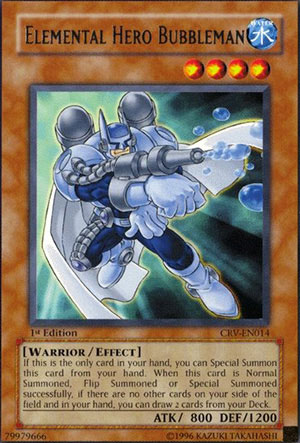 ELEMENTAL HERO BUBBLEMAN
WATER
水
1st Edition
CRV-EN014
[WARRIOR/EFFECT]
If this is the only card in your hand, you can Special Summon
this card from your hand. When this card is Normal
Summoned, Flip Summoned or Special Summoned
successfully, if there are no other cards on your side of the
field and in your hand, you can draw 2 cards from your Deck.
ATK/ 800 DEF/1200
79979666
©1996 KAZUKI TAKAHASHI